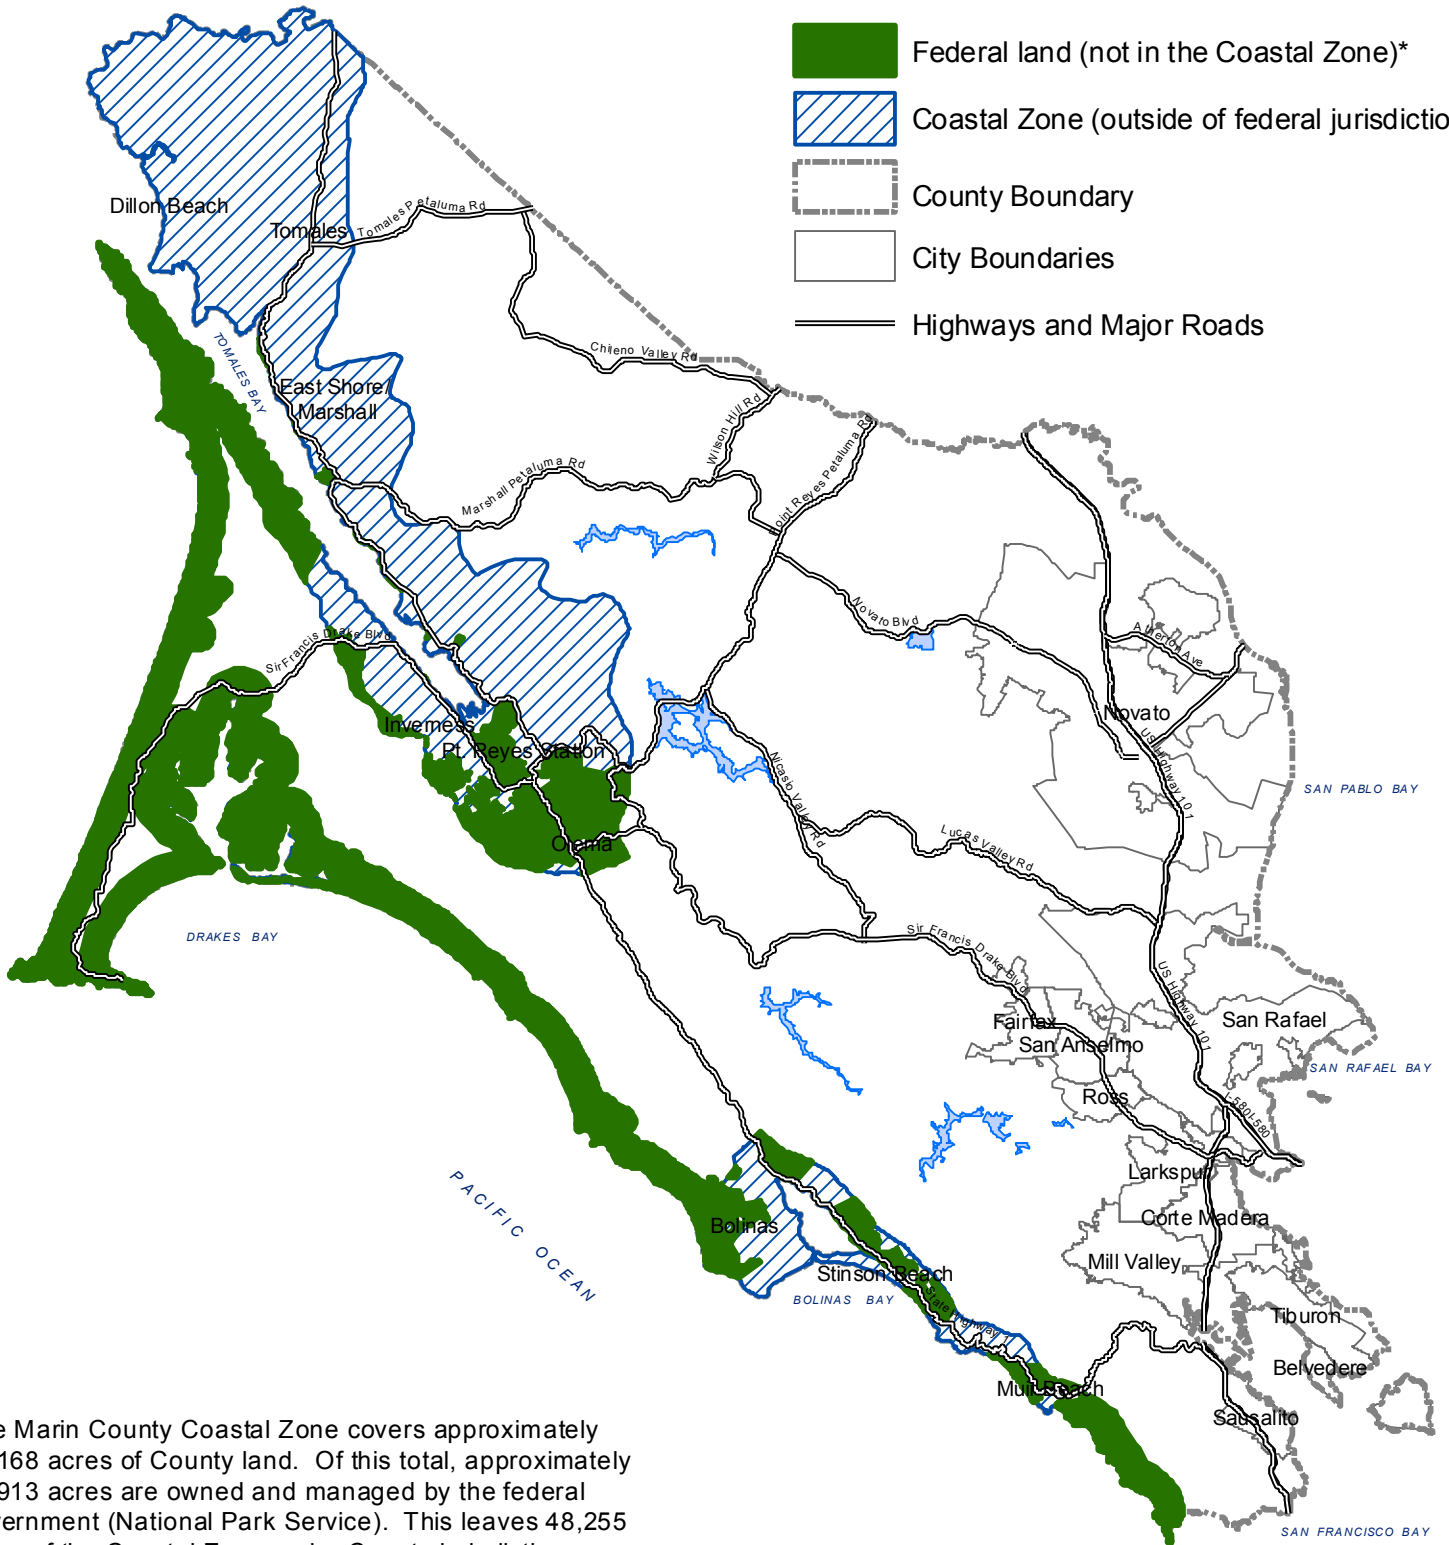 Federal land (not in the Coastal Zone)*
Coastal Zone (outside of federal jurisdictio
County Boundary
City Boundaries
Highways and Major Roads
Dillon Beach
Tomales
Tomales Petaluma Rd
TOMALES BAY
Chileno Valley Rd
East Shore/
Marshall
Wilson Hill Rd
Point Reyes Petaluma Rd
Marshall Petaluma Rd
Novato Blvd
Atherton Ave
Sir Francis Drake Blvd
Inverness
Pt. Reyes Station
Novato
US Highway 101
Nicasio Valley Rd
SAN PABLO BAY
Olema
Lucas Valley Rd
DRAKES BAY
Sir Francis Drake Blvd
US Highway 101
Fairfax
San Anselmo
San Rafael
SAN RAFAEL BAY
Ross
I-580
I-580
Larkspur
PACIFIC OCEAN
Bolinas
Corte Madera
Mill Valley
Stinson Beach
BOLINAS BAY
State Highway 1
Tiburon
Belvedere
Muir Beach
Sausalito
SAN FRANCISCO BAY
e Marin County Coastal Zone covers approximately
168 acres of County land. Of this total, approximately
913 acres are owned and managed by the federal
vernment (National Park Service). This leaves 48,255